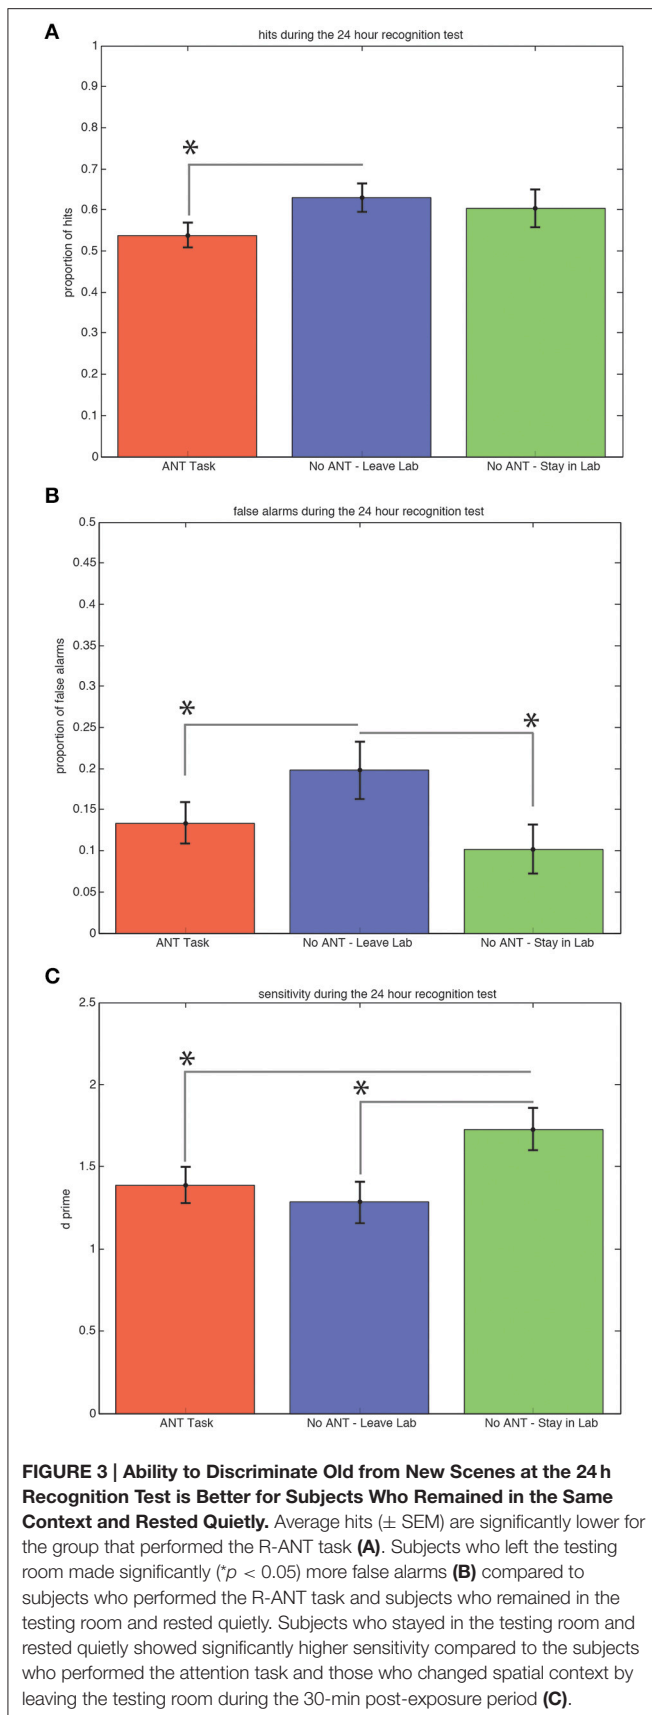 A
hits during the 24 hour recognition test
1
0.9
0.8
0.7
0.6
0.5
0.4
0.3
0.2
0.1
0
proportion of hits
*
ANT Task
No ANT - Leave Lab
No ANT - Stay in Lab
B
false alarms during the 24 hour recognition test
0.5
0.45
0.4
0.35
0.3
0.25
0.2
0.15
0.1
0.05
0
proportion of false alarms
*
*
ANT Task
No ANT - Leave Lab
No ANT - Stay in Lab
C
sensitivity during the 24 hour recognition test
2.5
2
1.5
1
0.5
0
d prime
*
*
ANT Task
No ANT - Leave Lab
No ANT - Stay in Lab
FIGURE 3 | Ability to Discriminate Old from New Scenes at the 24 h
Recognition Test is Better for Subjects Who Remained in the Same
Context and Rested Quietly. Average hits (± SEM) are significantly lower for
the group that performed the R-ANT task (A). Subjects who left the testing
room made significantly (*p < 0.05) more false alarms (B) compared to
subjects who performed the R-ANT task and subjects who remained in the
testing room and rested quietly. Subjects who stayed in the testing room and
rested quietly showed significantly higher sensitivity compared to the subjects
who performed the attention task and those who changed spatial context by
leaving the testing room during the 30-min post-exposure period (C).